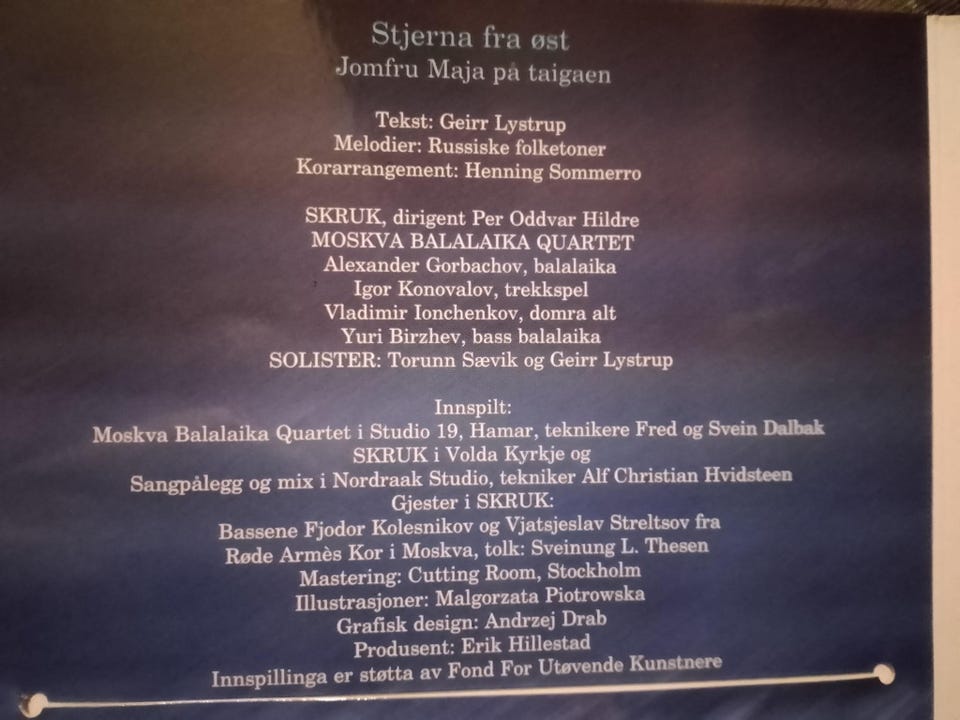 Stjerna fra øst
Jomfru Maja på taigaen
Tekst: Geirr Lystrup
Melodier: Russiske folketoner
Korarrangement: Henning Sommerro
SKRUK, dirigent Per Oddvar Hildre
MOSKVA BALALAIKA QUARTET
Alexander Gorbachov, balalaika
Igor Konovalov, trekkspel
Vladimir Ionchenkov, domra alt
Yuri Birzhev, bass balalaika
SOLISTER: Torunn Sævik og Geirr Lystrup
Innspilt:
Moskva Balalaika Quartet i Studio 19, Hamar, teknikere Fred og Svein Dalbak
SKRUK i Volda Kyrkje og
Sangpålegg og mix i Nordraak Studio, tekniker Alf Christian Hvidsteen
Gjester i SKRUK:
Bassene Fjodor Kolesnikov og Vjatsjeslav Streltsov fra
Røde Armès Kor i Moskva, tolk: Sveinung L. Thesen
Mastering: Cutting Room, Stockholm
Illustrasjoner: Malgorzata Piotrowska
Grafisk design: Andrzej Drab
Produsent: Erik Hillestad
Innspillinga er støtta av Fond For Utøvende Kunstnere